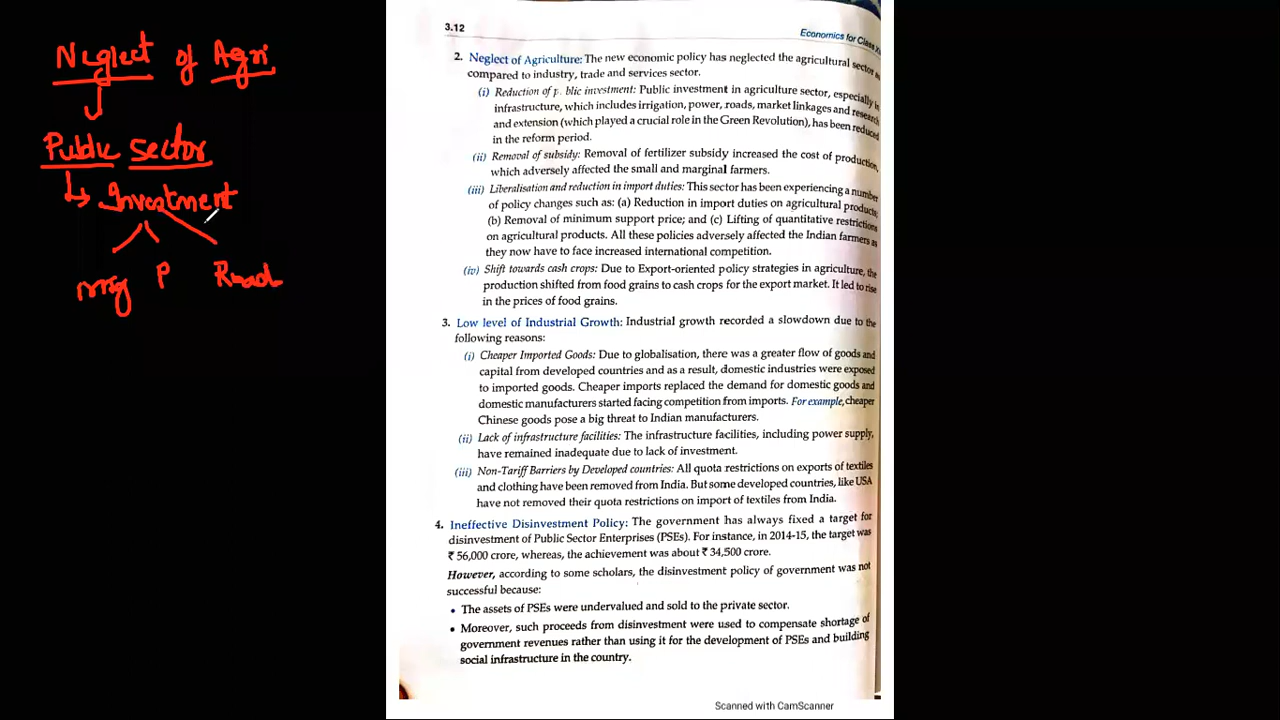 Neglect of Agri
Public sector
Investment
irrig P Road
3.12
Economics for Class XI
2. Neglect of Agriculture: The new economic policy has neglected the agricultural sector as
compared to industry, trade and services sector.
(i) Reduction of p. blic investment: Public investment in agriculture sector, especially in
infrastructure, which includes irrigation, power, roads, market linkages and research
and extension (which played a crucial role in the Green Revolution), has been reduced
in the reform period.
(ii) Removal of subsidy: Removal of fertilizer subsidy increased the cost of production,
which adversely affected the small and marginal farmers.
(iii) Liberalisation and reduction in import duties: This sector has been experiencing a number
of policy changes such as: (a) Reduction in import duties on agricultural products;
(b) Removal of minimum support price; and (c) Lifting of quantitative restrictions
on agricultural products. All these policies adversely affected the Indian farmers as
they now have to face increased international competition.
(iv) Shift towards cash crops: Due to Export-oriented policy strategies in agriculture, the
production shifted from food grains to cash crops for the export market. It led to rise
in the prices of food grains.
3. Low level of Industrial Growth: Industrial growth recorded a slowdown due to the
following reasons:
(i) Cheaper Imported Goods: Due to globalisation, there was a greater flow of goods and
capital from developed countries and as a result, domestic industries were exposed
to imported goods. Cheaper imports replaced the demand for domestic goods and
domestic manufacturers started facing competition from imports. For example, cheaper
Chinese goods pose a big threat to Indian manufacturers.
(ii) Lack of infrastructure facilities: The infrastructure facilities, including power supply,
have remained inadequate due to lack of investment.
(iii) Non-Tariff Barriers by Developed countries: All quota restrictions on exports of textiles
and clothing have been removed from India. But some developed countries, like USA
have not removed their quota restrictions on import of textiles from India.
4. Ineffective Disinvestment Policy: The government has always fixed a target for
disinvestment of Public Sector Enterprises (PSEs). For instance, in 2014-15, the target was
₹ 56,000 crore, whereas, the achievement was about ₹ 34,500 crore.
However, according to some scholars, the disinvestment policy of government was not
successful because:
• The assets of PSEs were undervalued and sold to the private sector.
• Moreover, such proceeds from disinvestment were used to compensate shortage of
government revenues rather than using it for the development of PSEs and building
social infrastructure in the country.
Scanned with CamScanner